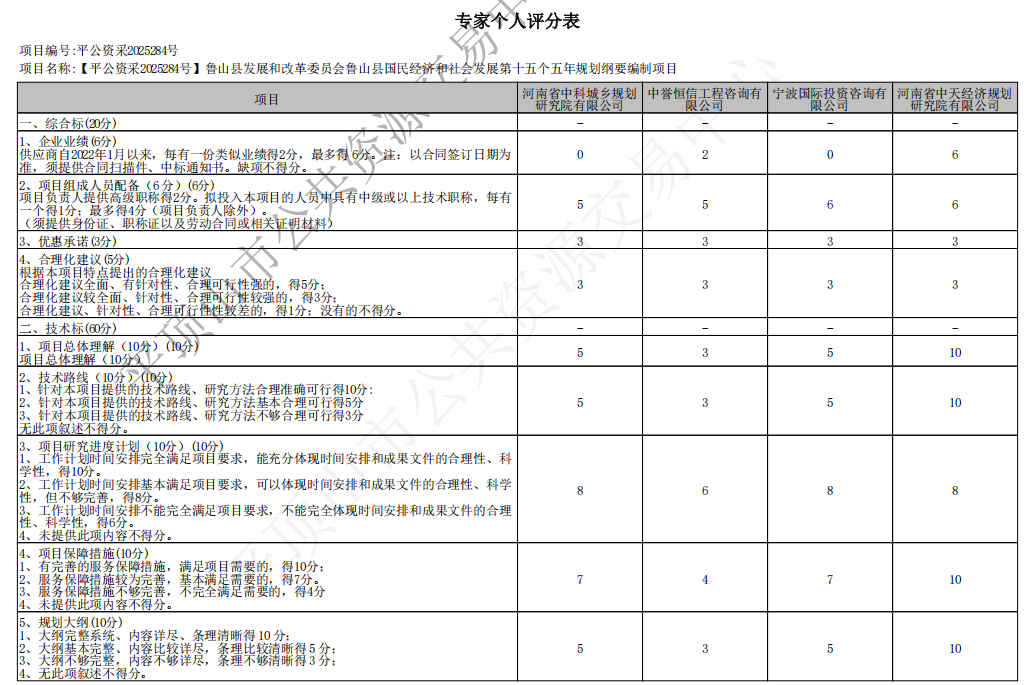 专家个人评分表
项目编号:平公资采2025284号
项目名称:【平公资采2025284号】鲁山县发展和改革委员会鲁山县国民经济和社会发展第十五个五年规划纲要编制项目
项目 河南省中科城乡规划研究院有限公司 中誉恒信工程咨询有限公司 宁波国际投资咨询有限公司 河南省中天经济规划研究院有限公司
一、综合标(20分) - - - -
1、企业业绩(6分)
供应商自2022年1月以来，每有一份类似业绩得2分，最多得 6分。注：以合同签订日期为
准，须提供合同扫描件、中标通知书。缺项不得分。
0 2 0 6
2、项目组成人员配备（6 分）(6分)
项目负责人提供高级职称得2分。拟投入本项目的人员中具有中级或以上技术职称，每有
一个得1分；最多得4分（项目负责人除外）。
（须提供身份证、职称证以及劳动合同或相关证明材料）
5 5 6 6
3、优惠承诺(3分) 3 3 3 3
4、合理化建议(5分)
根据本项目特点提出的合理化建议
合理化建议全面、有针对性、合理可行性强的，得5分；
合理化建议较全面、针对性、合理可行性较强的，得3分；
合理化建议、针对性、合理可行性性较差的，得1分；没有的不得分。
3 3 3 3
二、技术标(60分) - - - -
1、项目总体理解（10分）(10分)
项目总体理解（10分）
5 3 5 10
2、技术路线（10分）(10分)
1、针对本项目提供的技术路线、研究方法合理准确可行得10分:
2、针对本项目提供的技术路线、研究方法基本合理可行得5分
3、针对本项目提供的技术路线、研究方法不够合理可行得3分
无此项叙述不得分。
5 3 5 10
3、项目研究进度计划（10分）(10分)
1、工作计划时间安排完全满足项目要求，能充分体现时间安排和成果文件的合理性、科
学性，得10分。
2、工作计划时间安排基本满足项目要求，可以体现时间安排和成果文件的合理性、科学
性，但不够完善，得8分。
3、工作计划时间安排不能完全满足项目要求，不能完全体现时间安排和成果文件的合理
性、科学性，得6分。
4、未提供此项内容不得分。
8 6 8 8
4、项目保障措施(10分)
1、有完善的服务保障措施，满足项目需要的，得10分；
2、服务保障措施较为完善，基本满足需要的，得7分。
3、服务保障措施不够完善，不完全满足需要的，得4分
4、未提供此项内容不得分。
7 4 7 10
5、规划大纲(10分)
1、大纲完整系统、内容详尽、条理清晰得 10 分；
2、大纲基本完整、内容比较详尽，条理比较清晰得 5 分；
3、大纲不够完整，内容不够详尽，条理不够清晰得 3 分；
4、无此项叙述不得分。
5 3 5 10
平顶山市公共资源交易中
平顶山市公共资源交易中心